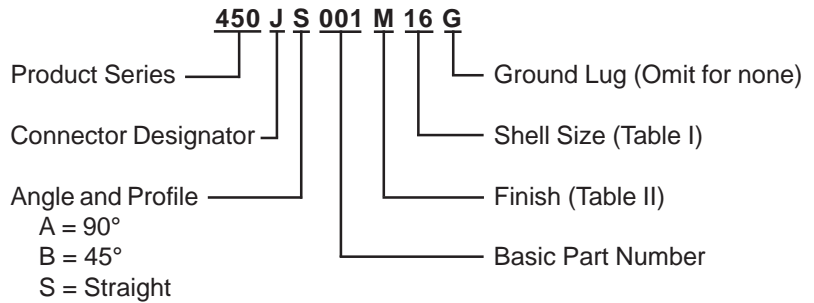 450 J S 001 M 16 G
Product Series
Connector Designator
Angle and Profile
A = 90°
B = 45°
S = Straight
Ground Lug (Omit for none)
Shell Size (Table I)
Finish (Table II)
Basic Part Number